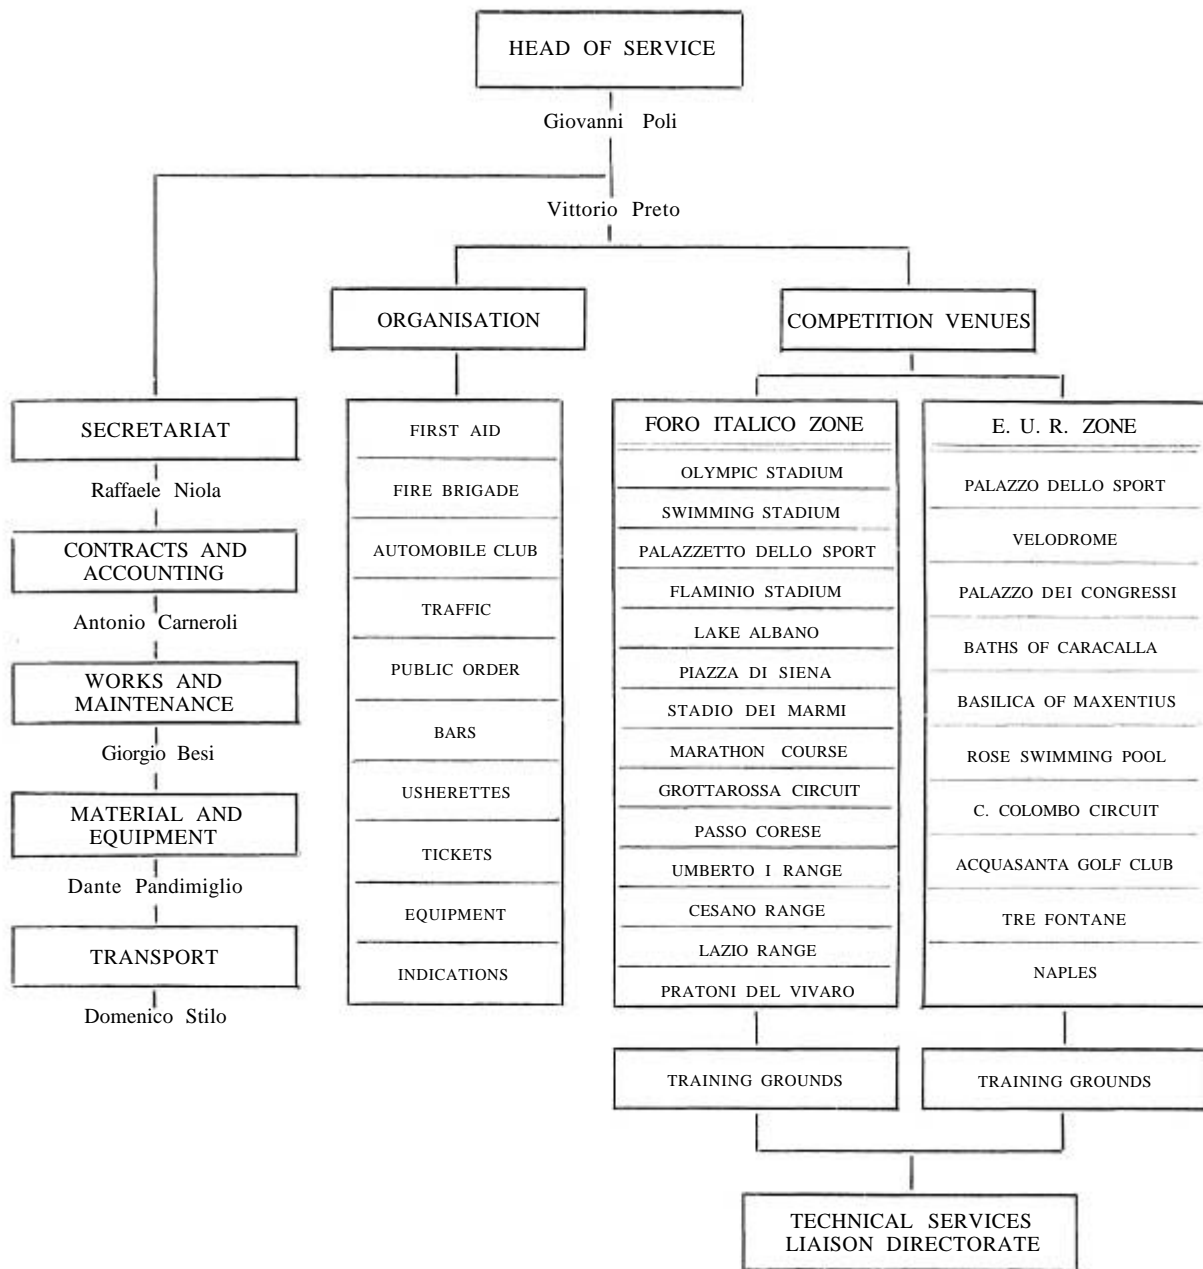 HEAD OF SERVICE
Giovanni Poli
Vittorio Preto
ORGANISATION
COMPETITION VENUES
SECRETARIAT
Raffaele Niola
CONTRACTS AND
ACCOUNTING
Antonio Carneroli
WORKS AND
MAINTENANCE
Giorgio Besi
MATERIAL AND
EQUIPMENT
Dante Pandimiglio
TRANSPORT
Domenico Stilo
FIRST AID
FIRE BRIGADE
AUTOMOBILE CLUB
TRAFFIC
PUBLIC ORDER
BARS
USHERETTES
TICKETS
EQUIPMENT
INDICATIONS
FORO ITALICO ZONE
OLYMPIC STADIUM
SWIMMING STADIUM
PALAZZETTO DELLO SPORT
FLAMINIO STADIUM
LAKE ALBANO
PIAZZA DI SIENA
STADIO DEI MARMI
MARATHON COURSE
GROTTAROSSA CIRCUIT
PASSO CORESE
UMBERTO I RANGE
CESANO RANGE
LAZIO RANGE
PRATONI DEL VIVARO
TRAINING GROUNDS
E. U. R. ZONE
PALAZZO DELLO SPORT
VELODROME
PALAZZO DEI CONGRESSI
BATHS OF CARACALLA
BASILICA OF MAXENTIUS
ROSE SWIMMING POOL
C. COLOMBO CIRCUIT
ACQUASANTA GOLF CLUB
TRE FONTANE
NAPLES
TRAINING GROUNDS
TECHNICAL SERVICES
LIAISON DIRECTORATE